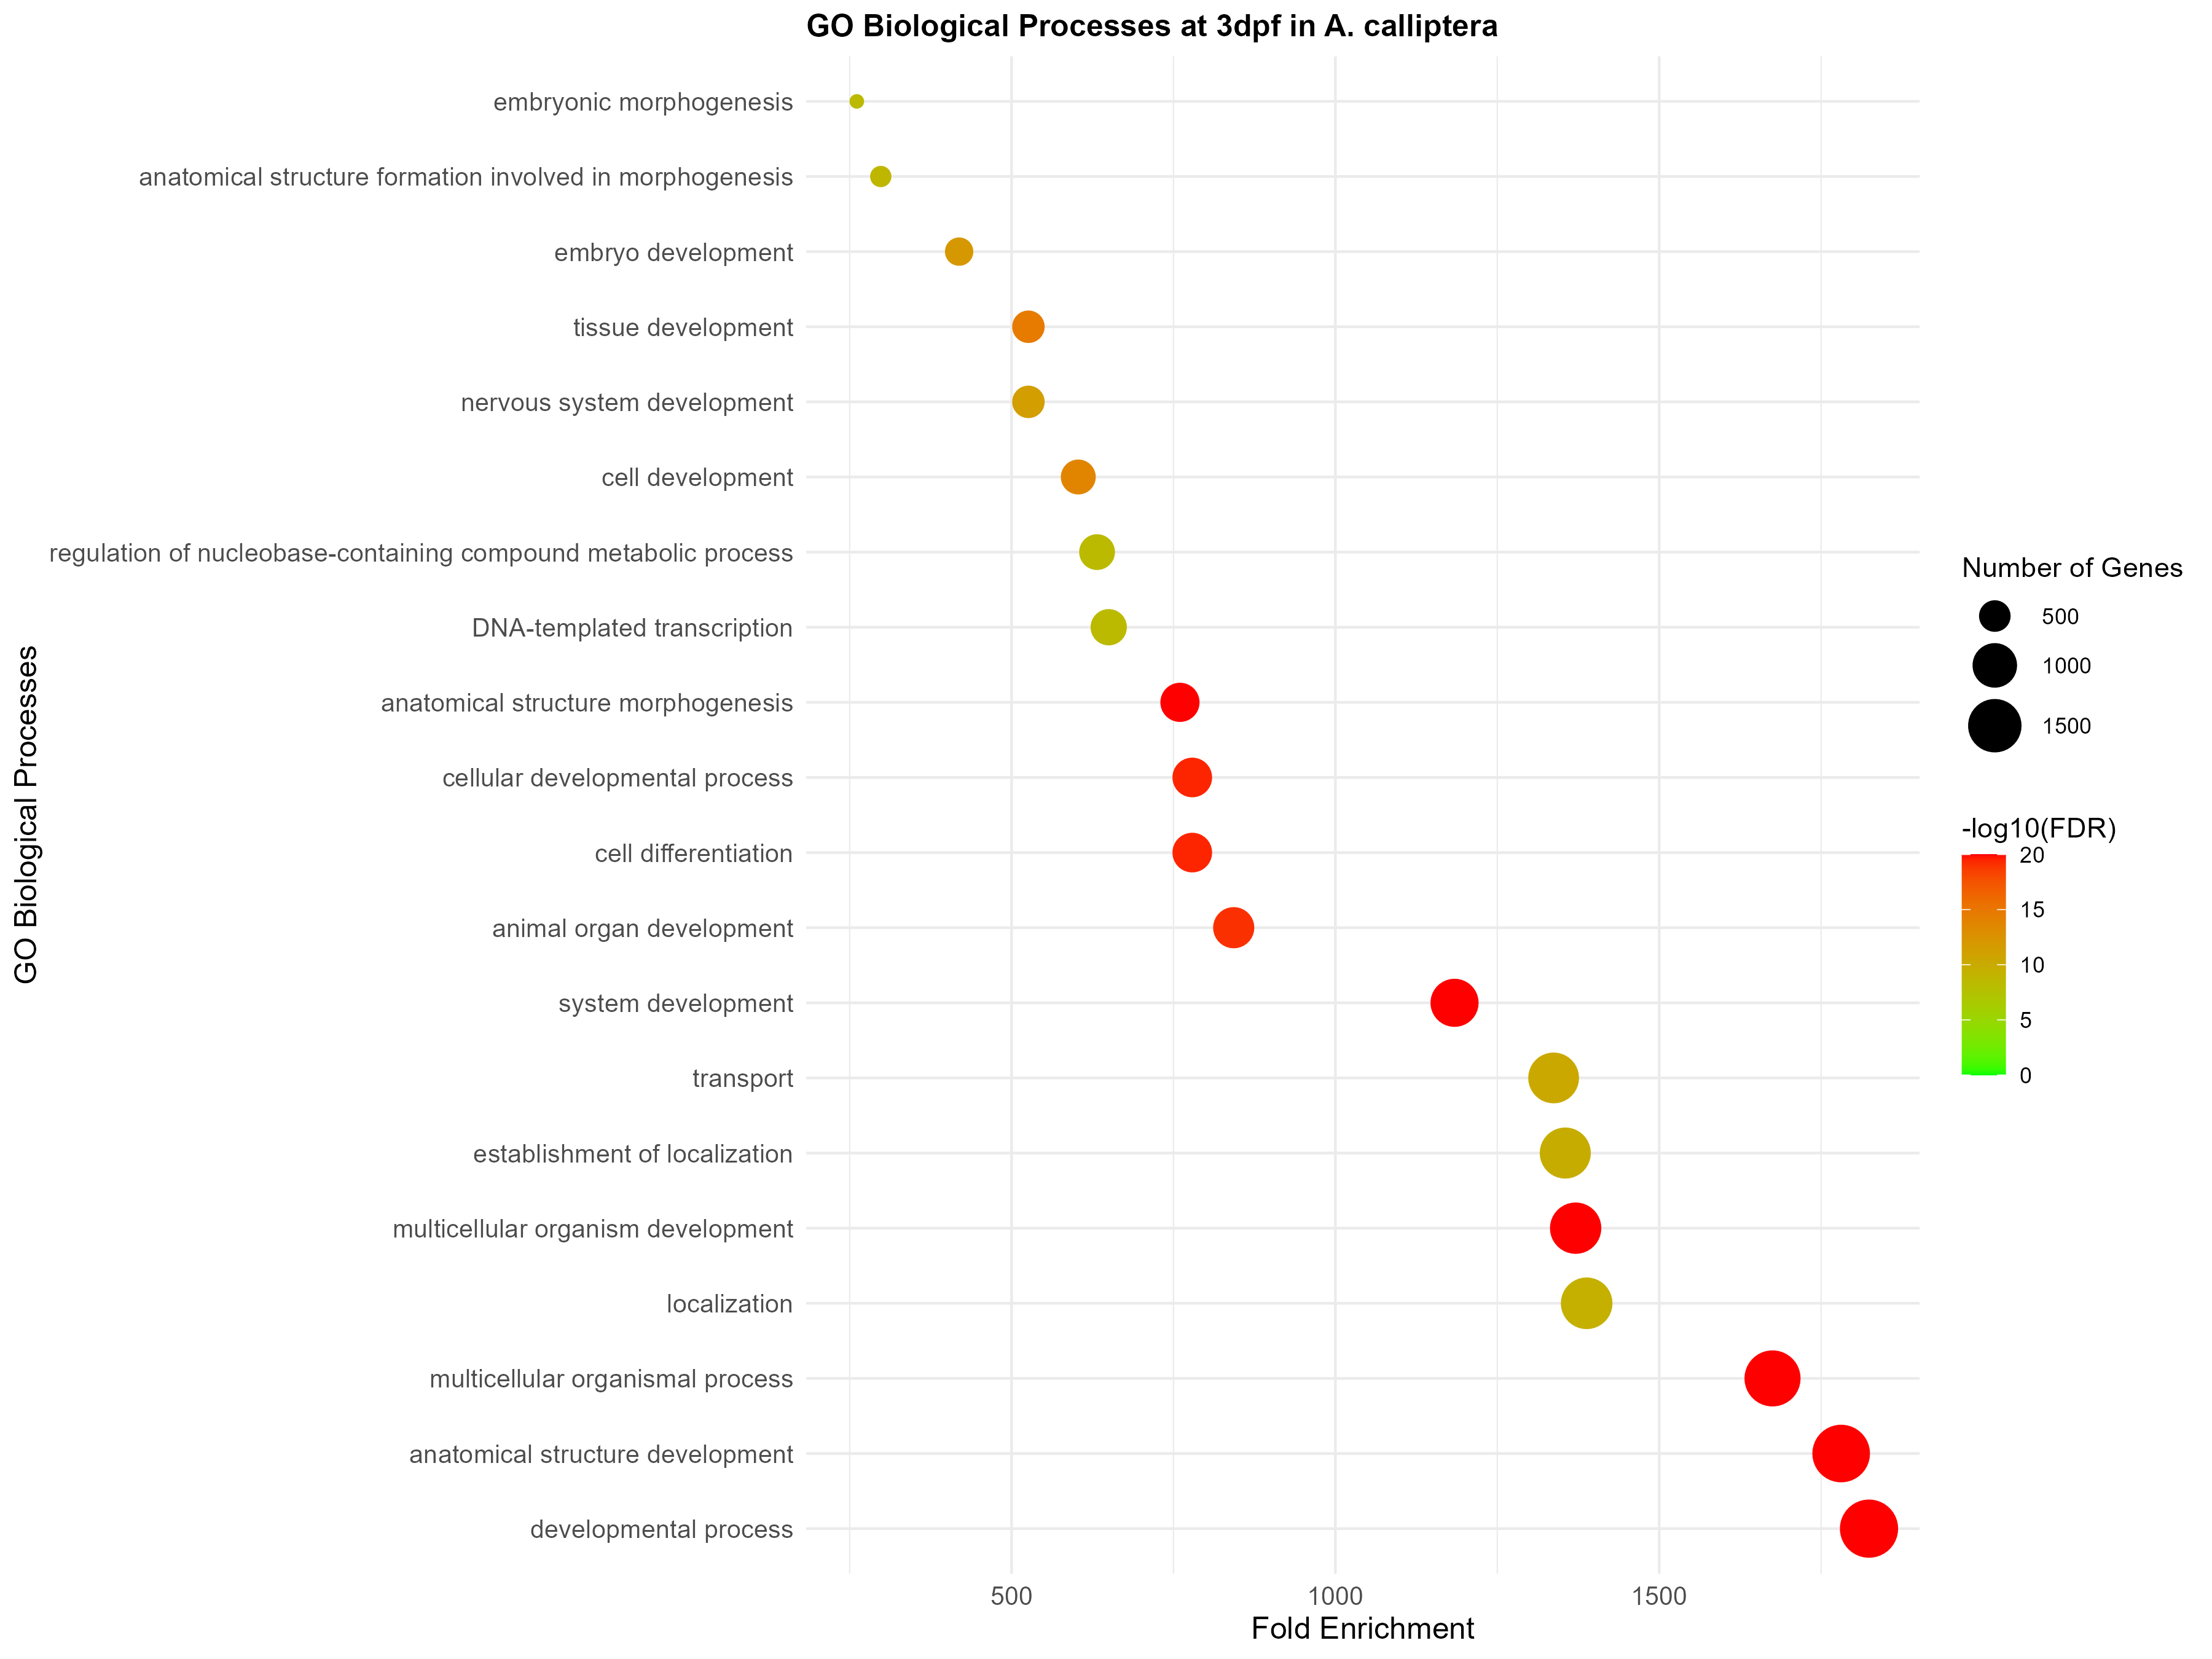 GO Biological Processes at 3dpf in A. calliptera
GO Biological Processes
embryonic morphogenesis
anatomical structure formation involved in morphogenesis
embryo development
tissue development
nervous system development
cell development
regulation of nucleobase-containing compound metabolic process
DNA-templated transcription
anatomical structure morphogenesis
cellular developmental process
cell differentiation
animal organ development
system development
transport
establishment of localization
multicellular organism development
localization
multicellular organismal process
anatomical structure development
developmental process
500
1000
1500
Fold Enrichment
Number of Genes
500
1000
1500
-log10(FDR)
20
15
10
5
0